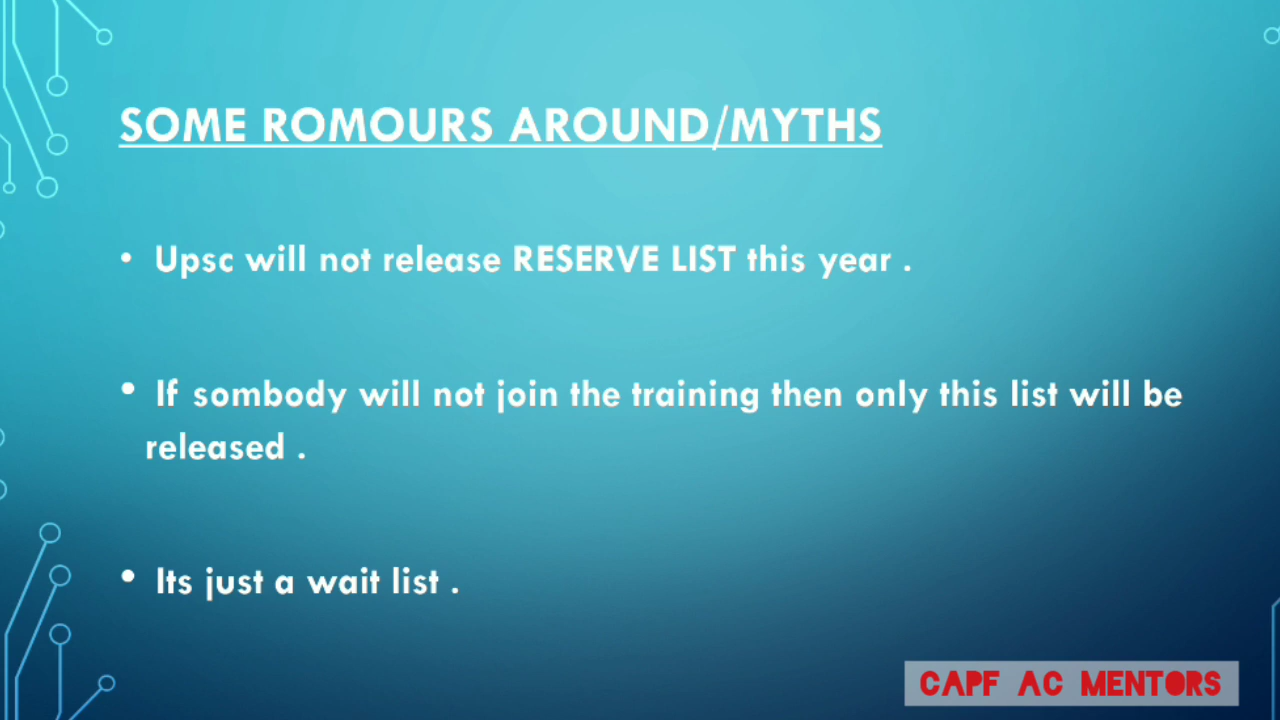 SOME ROMOURS AROUND/MYTHS
• Upsc will not release RESERVE LIST this year .
• If sombody will not join the training then only this list will be
released .
• Its just a wait list .
CAPF AC MENTORS